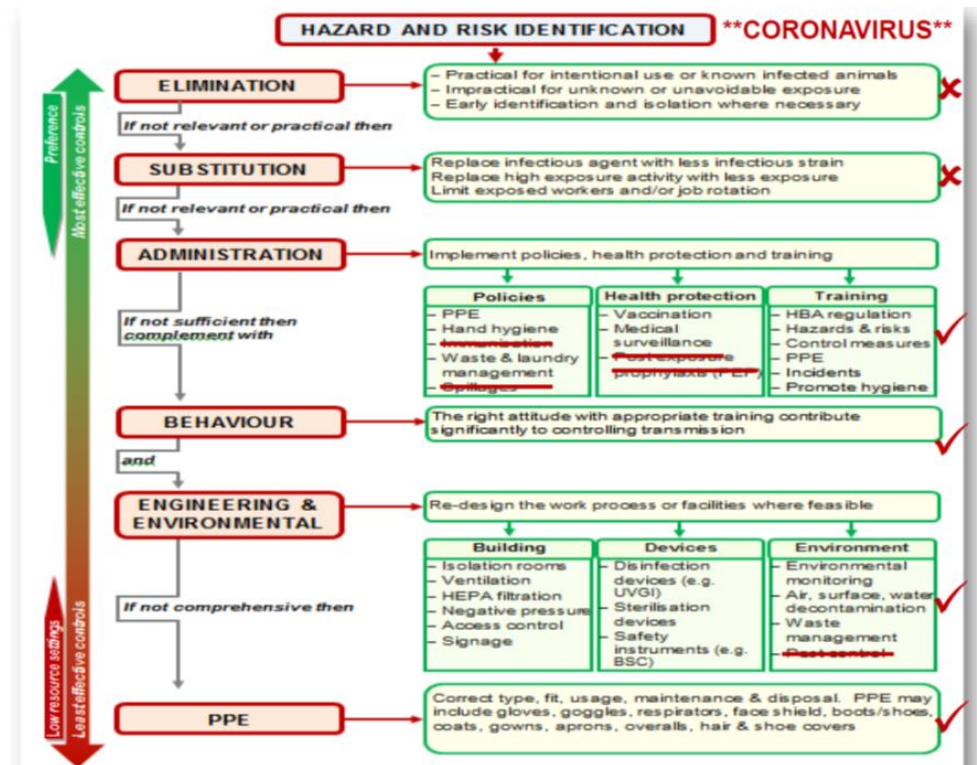 HAZARD AND RISK IDENTIFICATION
**CORONAVIRUS**
Preference
Most effective controls
Low resource settings
Least effective controls
ELIMINATION
– Practical for intentional use or known infected animals
– Impractical for unknown or unavoidable exposure
– Early identification and isolation where necessary
If not relevant or practical then
SUBSTITUTION
Replace infectious agent with less infectious strain
Replace high exposure activity with less exposure
Limit exposed workers and/or job rotation
If not relevant or practical then
ADMINISTRATION
Implement policies, health protection and training
Policies
– PPE
– Hand hygiene
– Immunisation
– Waste & laundry
management
– Spillages
Health protection
– Vaccination
– Medical
surveillance
– Post exposure
prophylaxis (PEP)
Training
– HBA regulation
– Hazards & risks
– Control measures
– PPE
– Incidents
– Promote hygiene
If not sufficient then
complement with
BEHAVIOUR
The right attitude with appropriate training contribute
significantly to controlling transmission
and
ENGINEERING &
ENVIRONMENTAL
Re-design the work process or facilities where feasible
Building
– Isolation rooms
– Ventilation
– HEPA filtration
– Negative pressure
– Access control
– Signage
Devices
– Disinfection
devices (e.g.
UVGI)
– Sterilisation
devices
– Safety
instruments (e.g.
BSC)
Environment
– Environmental
monitoring
– Air, surface, water
decontamination
– Waste
management
– Pest control
If not comprehensive then
PPE
Correct type, fit, usage, maintenance & disposal. PPE may
include gloves, goggles, respirators, face shield, boots/shoes,
coats, gowns, aprons, overalls, hair & shoe covers